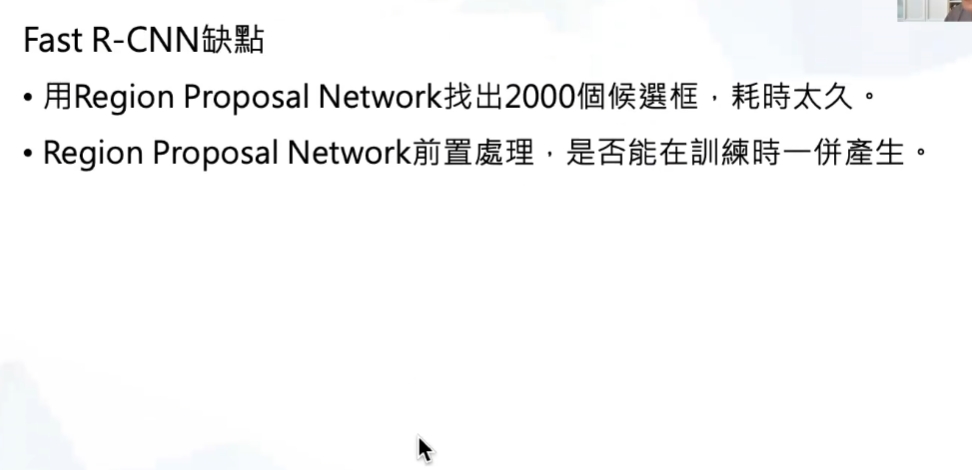 Fast R-CNN缺點
• 用Region Proposal Network找出2000個候選框，耗時太久。
• Region Proposal Network前置處理，是否能在訓練時一併產生。